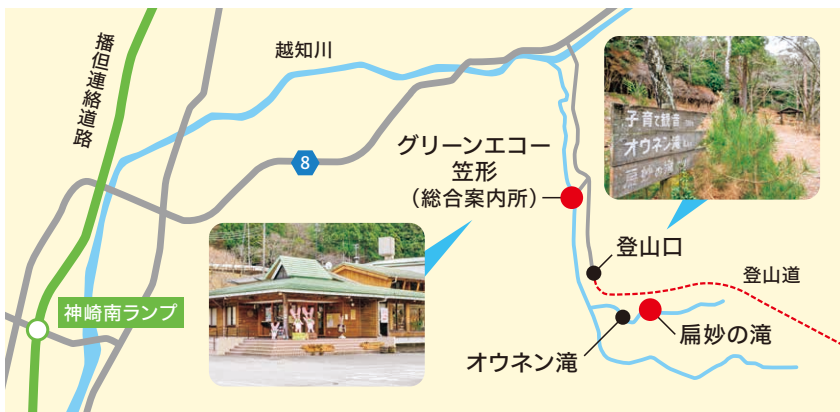 播但連絡道路
越知川
8
グリーンエコー
笠形
(総合案内所)
子育て観音
オウネン滝
扁妙の滝
登山口
登山道
神崎南ランプ
オウネン滝
扁妙の滝